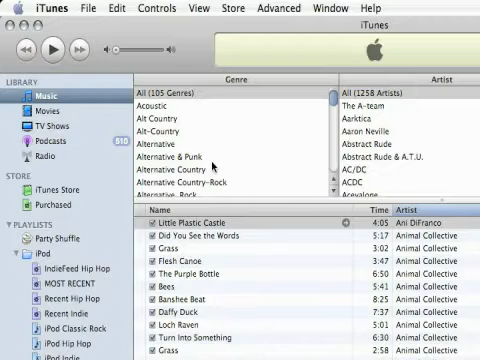 iTunes File Edit Controls View Store Advanced Window Help
iTunes
LIBRARY
Music
Movies
TV Shows
Podcasts 510
Radio
STORE
iTunes Store
Purchased
PLAYLISTS
Party Shuffle
iPod
IndieFeed Hip Hop
MOST RECENT
Recent Hip Hop
Recent Indie
iPod Classic Rock
iPod Hip Hop
iPod Indie
Genre
All (105 Genres)
Acoustic
Alt Country
Alt-Country
Alternative
Alternative & Punk
Alternative Country
Alternative Country-Rock
Alternative Rock
Artist
All (1258 Artists)
The A-team
Aarktica
Aaron Neville
Abstract Rude
Abstract Rude & A.T.U.
AC/DC
ACDC
Aceyalone
Name Time Artist
Little Plastic Castle 4:05 Ani DiFranco
Did You See the Words 5:17 Animal Collective
Grass 3:02 Animal Collective
Flesh Canoe 3:42 Animal Collective
The Purple Bottle 6:50 Animal Collective
Bees 5:41 Animal Collective
Banshee Beat 8:25 Animal Collective
Daffy Duck 7:37 Animal Collective
Loch Raven 5:01 Animal Collective
Turn Into Something 6:30 Animal Collective
Grass 2:58 Animal Collective